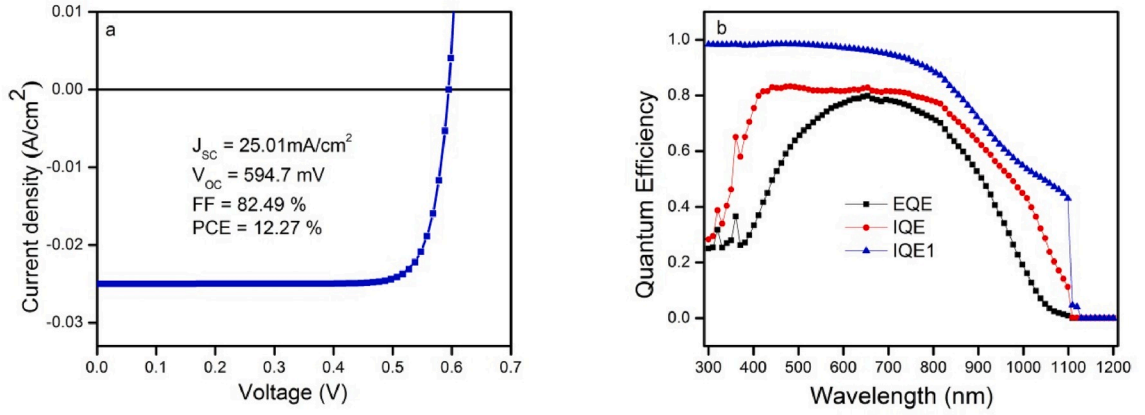 a
0.01
0.00
-0.01
-0.02
-0.03
Current density (A/cm²)
J_SC = 25.01mA/cm²
V_OC = 594.7 mV
FF = 82.49 %
PCE = 12.27 %
0.0 0.1 0.2 0.3 0.4 0.5 0.6 0.7
Voltage (V)
b
1.0
0.8
0.6
0.4
0.2
0.0
Quantum Efficiency
EQE
IQE
IQE1
300 400 500 600 700 800 900 1000 1100 1200
Wavelength (nm)